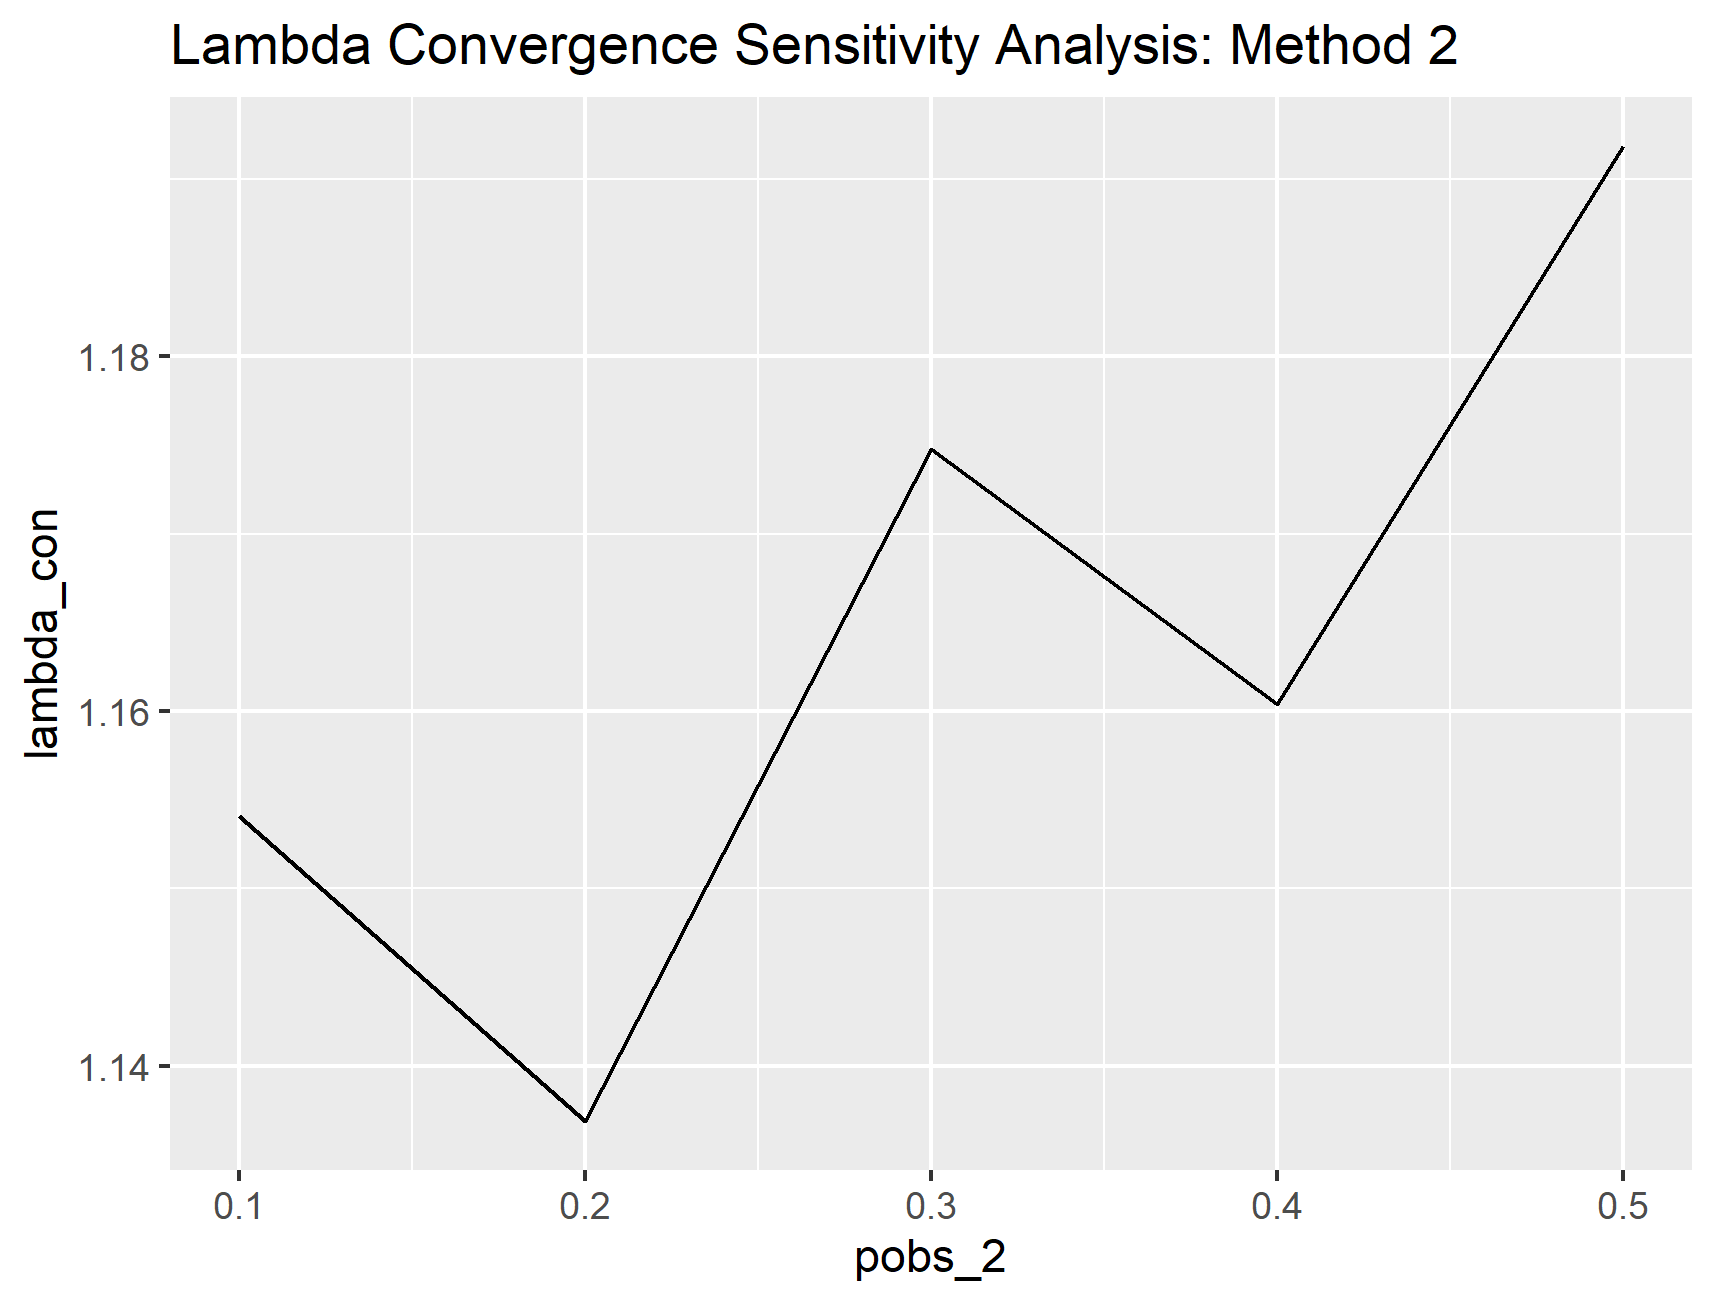 Lambda Convergence Sensitivity Analysis: Method 2
lambda_con
1.18
1.16
1.14
0.1 0.2 0.3 0.4 0.5
pobs_2